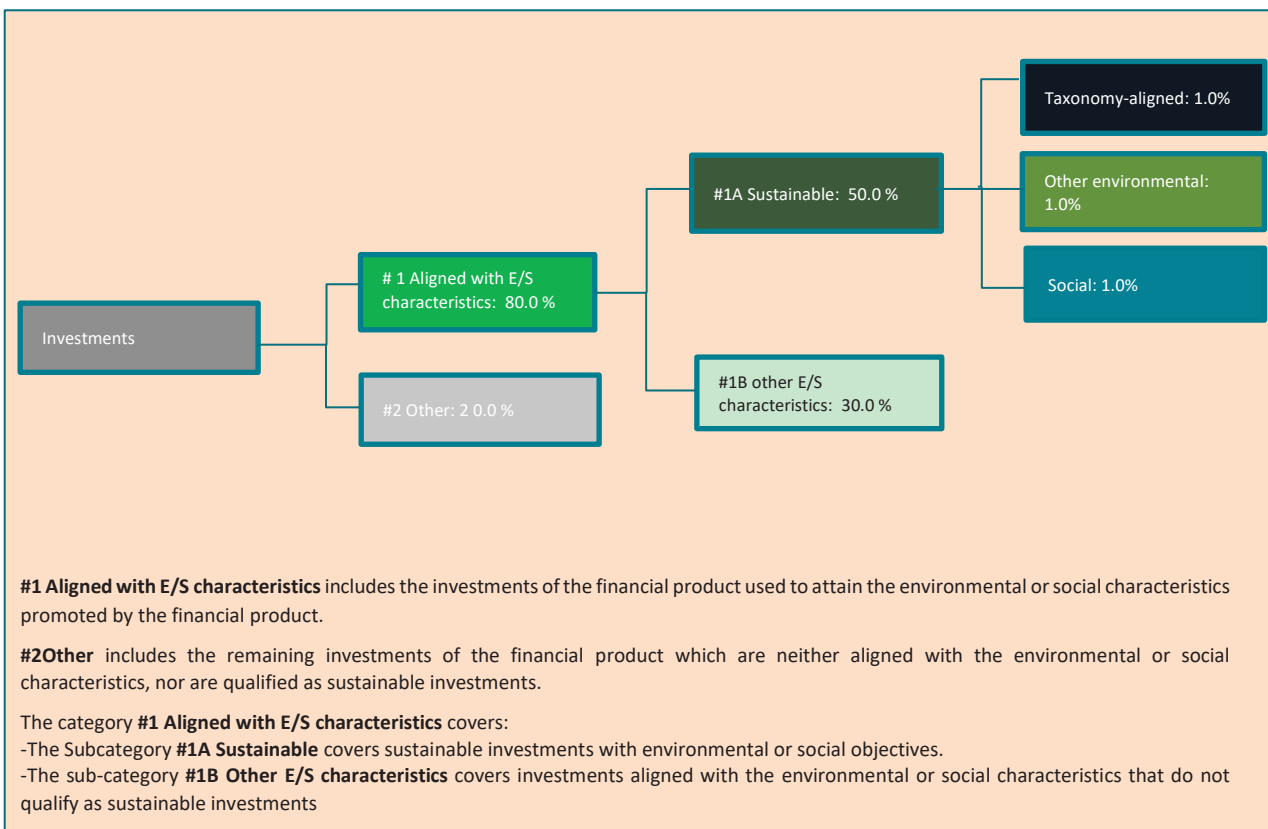 Taxonomy-aligned: 1.0%
Other environmental:
1.0%
#1A Sustainable:  50.0 %
# 1 Aligned with E/S
characteristics:  80.0 %
Social: 1.0%
Investments
#1B other E/S
characteristics:  30.0 %
#2 Other: 2 0.0 %
#1 Aligned with E/S characteristics includes the investments of the financial product used to attain the environmental or social characteristics
promoted by the financial product.
#2Other includes the remaining investments of the financial product which are neither aligned with the environmental or social
characteristics, nor are qualified as sustainable investments.
The category #1 Aligned with E/S characteristics covers:
-The Subcategory #1A Sustainable covers sustainable investments with environmental or social objectives.
-The sub-category #1B Other E/S characteristics covers investments aligned with the environmental or social characteristics that do not
qualify as sustainable investments